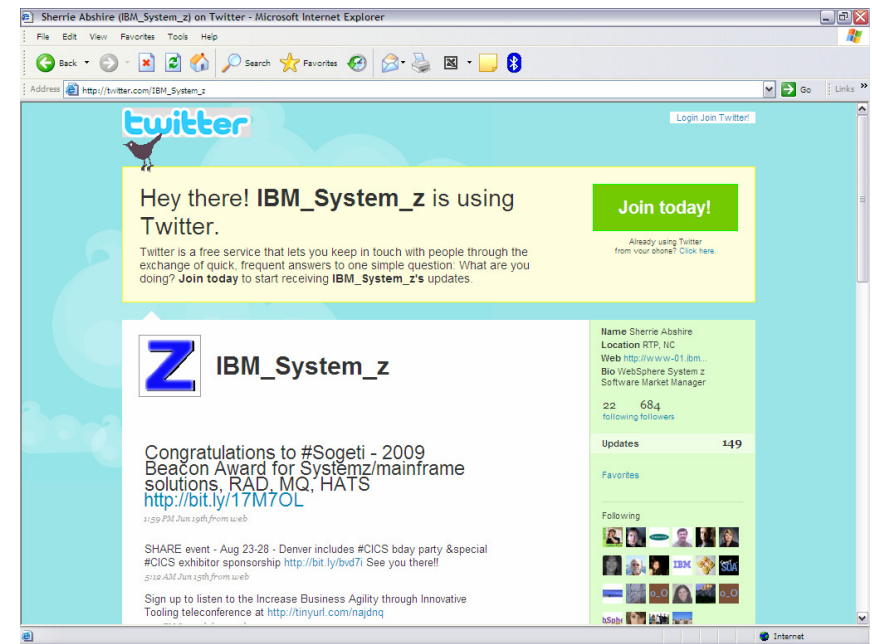 Sherrie Abshire (IBM_System_z) on Twitter - Microsoft Internet Explorer
File Edit View Favorites Tools Help
Back Search Favorites
Address http://twitter.com/IBM_System_z Go Links
twitter
Login Join Twitter!
Hey there! IBM_System_z is using
Twitter.
Twitter is a free service that lets you keep in touch with people through the
exchange of quick, frequent answers to one simple question: What are you
doing? Join today to start receiving IBM_System_z's updates.
Join today!
Already using Twitter
from your phone? Click here.
Z
IBM_System_z
Congratulations to #Sogeti - 2009
Beacon Award for Systemz/mainframe
solutions, RAD, MQ, HATS
http://bit.ly/17M7OL
1:59 PM Jun 19th from web
SHARE event - Aug 23-28 - Denver includes #CICS bday party &special
#CICS exhibitor sponsorship http://bit.ly/bvd7i See you there!!
5:12 AM Jun 15th from web
Sign up to listen to the Increase Business Agility through Innovative
Tooling teleconference at http://tinyurl.com/najdnq
Name Sherrie Abshire
Location RTP, NC
Web http://www-01.ibm...
Bio WebSphere System z
Software Market Manager
22 684
following followers
Updates 149
Favorites
Following
IBM
o_O o_O
Internet